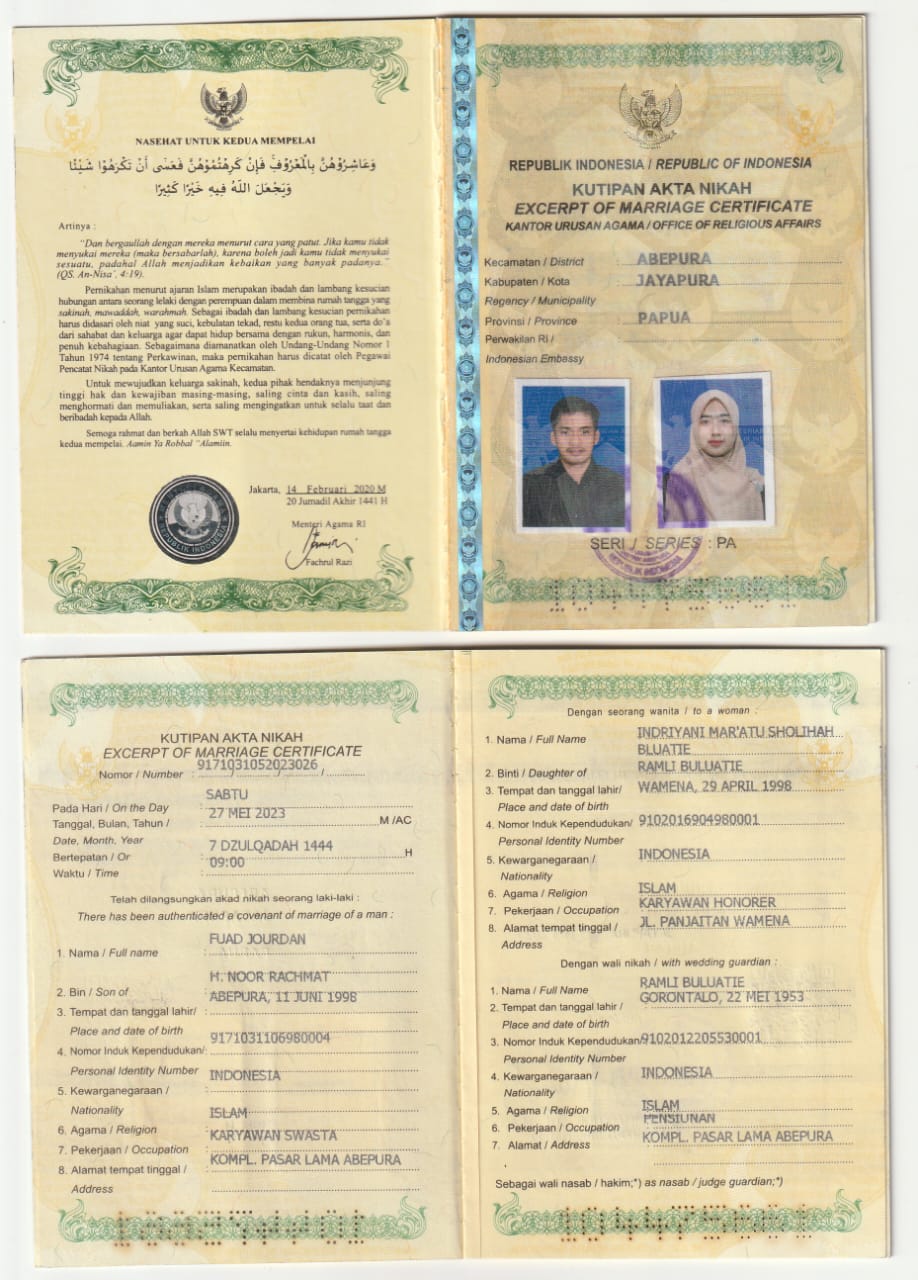 NASEHAT UNTUK KEDUA MEMPELAI
وَعَاشِرُوْهُنَّ بِالْمَعْرُوْفِ فَإِنْ كَرِهْتُمُوْهُنَّ فَعَسٰى أَنْ تَكْرَهُوْا شَيْئًا
وَيَجْعَلَ اللّٰهُ فِيْهِ خَيْرًا كَثِيْرًا
Artinya :
"Dan bergaullah dengan mereka menurut cara yang patut. Jika kamu tidak
menyukai mereka (maka bersabarlah), karena boleh jadi kamu tidak menyukai
sesuatu, padahal Allah menjadikan kebaikan yang banyak padanya."
(QS. An-Nisa', 4:19).
Pernikahan menurut ajaran Islam merupakan ibadah dan lambang kesucian
hubungan antara seorang lelaki dengan perempuan dalam membina rumah tangga yang
sakinah, mawaddah, warahmah. Sebagai ibadah dan lambang kesucian pernikahan
harus didasari oleh niat yang suci, kebulatan tekad, restu kedua orang tua, serta do'a
dari sahabat dan keluarga agar dapat hidup bersama dengan rukun, harmonis, dan
penuh kebahagiaan. Sebagaimana diamanatkan oleh Undang-Undang Nomor 1
Tahun 1974 tentang Perkawinan, maka pernikahan harus dicatat oleh Pegawai
Pencatat Nikah pada Kantor Urusan Agama Kecamatan.
Untuk mewujudkan keluarga sakinah, kedua pihak hendaknya menjunjung
tinggi hak dan kewajiban masing-masing, saling cinta dan kasih, saling
menghormati dan memuliakan, serta saling mengingatkan untuk selalu taat dan
beribadah kepada Allah.
Semoga rahmat dan berkah Allah SWT selalu menyertai kehidupan rumah tangga
kedua mempelai. Aamin Ya Robbal "Alamiin.
Jakarta, 14 Februari 2020 M
20 Jumadil Akhir 1441 H
Menteri Agama RI
Fachrul Razi
REPUBLIK INDONESIA
REPUBLIK INDONESIA / REPUBLIC OF INDONESIA
KUTIPAN AKTA NIKAH
EXCERPT OF MARRIAGE CERTIFICATE
KANTOR URUSAN AGAMA / OFFICE OF RELIGIOUS AFFAIRS
Kecamatan / District : ABEPURA
Kabupaten / Kota : JAYAPURA
Regency / Municipality
Provinsi / Province : PAPUA
Perwakilan RI / :
Indonesian Embassy
SERI / SERIES : PA
KUTIPAN AKTA NIKAH
EXCERPT OF MARRIAGE CERTIFICATE
Nomor / Number : 9171031052023026
Pada Hari / On the Day : SABTU
Tanggal, Bulan, Tahun / : 27 MEI 2023 M /AC
Date, Month, Year
Bertepatan / Or : 7 DZULQADAH 1444 H
Waktu / Time : 09:00
Telah dilangsungkan akad nikah seorang laki-laki :
There has been authenticated a covenant of marriage of a man :
1. Nama / Full name : FUAD JOURDAN
2. Bin / Son of : H. NOOR RACHMAT
3. Tempat dan tanggal lahir/ : ABEPURA, 11 JUNI 1998
Place and date of birth
4. Nomor Induk Kependudukan/: 9171031106980004
Personal Identity Number
5. Kewarganegaraan / : INDONESIA
Nationality
6. Agama / Religion : ISLAM
7. Pekerjaan / Occupation : KARYAWAN SWASTA
8. Alamat tempat tinggal / : KOMPL. PASAR LAMA ABEPURA
Address
Dengan seorang wanita / to a woman :
1. Nama / Full Name : INDRIYANI MAR'ATU SHOLIHAH
BLUATIE
2. Binti / Daughter of : RAMLI BULUATIE
3. Tempat dan tanggal lahir/ : WAMENA, 29 APRIL 1998
Place and date of birth
4. Nomor Induk Kependudukan/ 9102016904980001
Personal Identity Number
5. Kewarganegaraan / : INDONESIA
Nationality
6. Agama / Religion : ISLAM
7. Pekerjaan / Occupation : KARYAWAN HONORER
8. Alamat tempat tinggal / : JL. PANJAITAN WAMENA
Address
Dengan wali nikah / with wedding guardian :
1. Nama / Full Name : RAMLI BULUATIE
2. Tempat dan tanggal lahir / : GORONTALO, 22 MEI 1953
Place and date of birth
3. Nomor Induk Kependudukan/9102012205530001
Personal Identity Number
4. Kewarganegaraan / : INDONESIA
Nationality
5. Agama / Religion : ISLAM
6. Pekerjaan / Occupation : PENSIUNAN
7. Alamat / Address : KOMPL. PASAR LAMA ABEPURA
Sebagai wali nasab / hakim;*) as nasab / judge guardian;*)